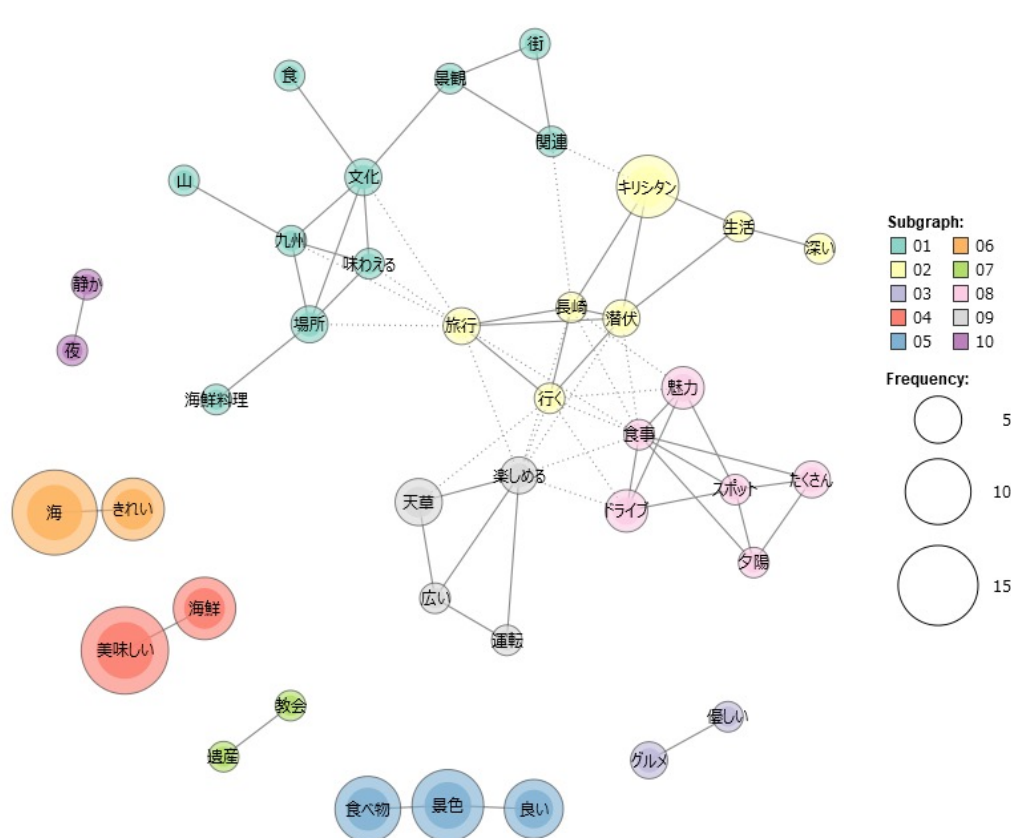 街
食
景観
関連
文化
山
キリシタン
生活
深い
九州
味わえる
静か
長崎
潜伏
旅行
場所
夜
魅力
海鮮料理
行く
食事
楽しめる
たくさん
スポット
天草
ドライブ
海
きれい
夕陽
広い
海鮮
運転
美味しい
教会
優しい
遺産
グルメ
食べ物
景色
良い
Subgraph:
01 06
02 07
03 08
04 09
05 10
Frequency:
5
10
15